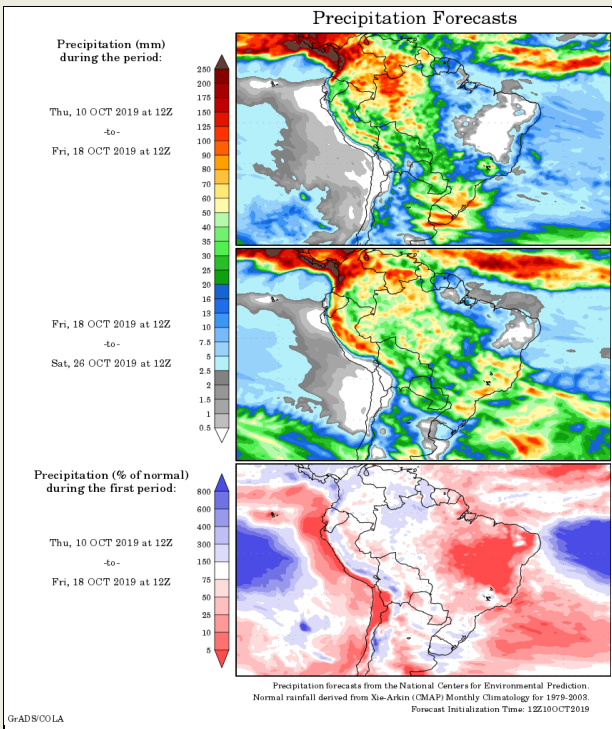 Precipitation Forecasts
Precipitation (mm)
during the period:
Thu, 10 OCT 2019 at 12Z
-to-
Fri, 18 OCT 2019 at 12Z
250
200
175
150
125
100
90
80
70
60
50
40
35
30
25
20
16
13
10
7.5
5
2.5
2
1.5
1
0.5
Fri, 18 OCT 2019 at 12Z
-to-
Sat, 26 OCT 2019 at 12Z
Precipitation (% of normal)
during the first period:
Thu, 10 OCT 2019 at 12Z
-to-
Fri, 18 OCT 2019 at 12Z
800
600
400
300
150
75
50
25
10
5
Precipitation forecasts from the National Centers for Environmental Prediction.
Normal rainfall derived from Xie-Arkin (CMAP) Monthly Climatology for 1979-2003.
Forecast Initialization Time: 12Z10OCT2019
GrADS/COLA